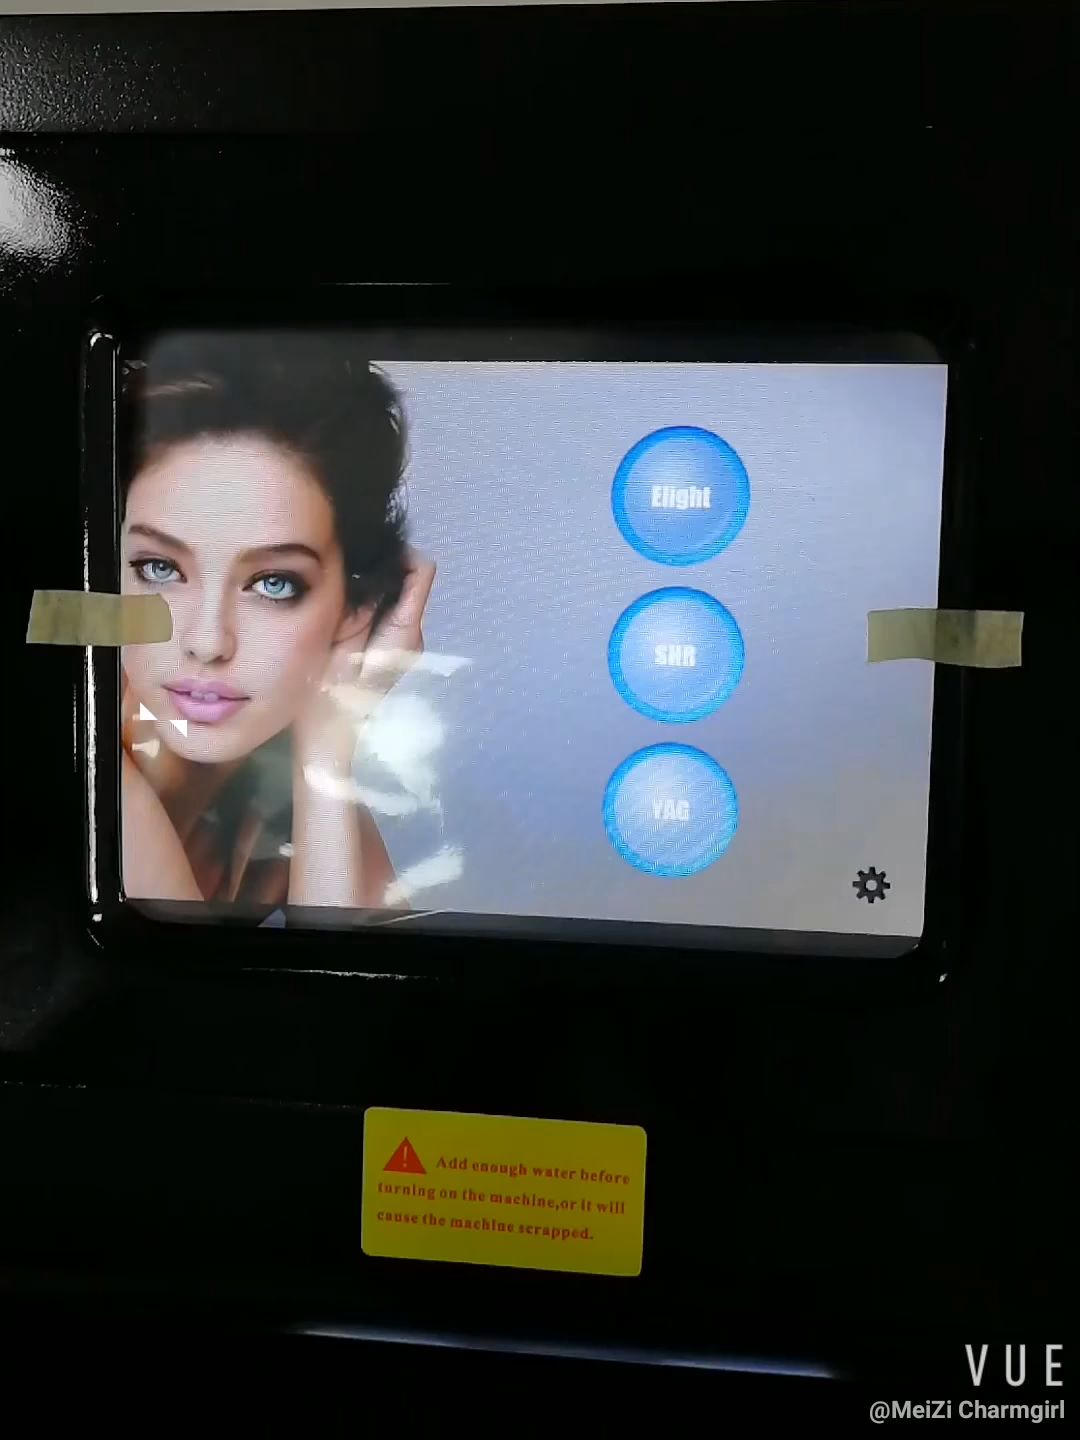 Elight
SHR
YAG
Add enough water before
turning on the machine,or it will
cause the machine scrapped.
VUE
@MeiZi Charmgirl